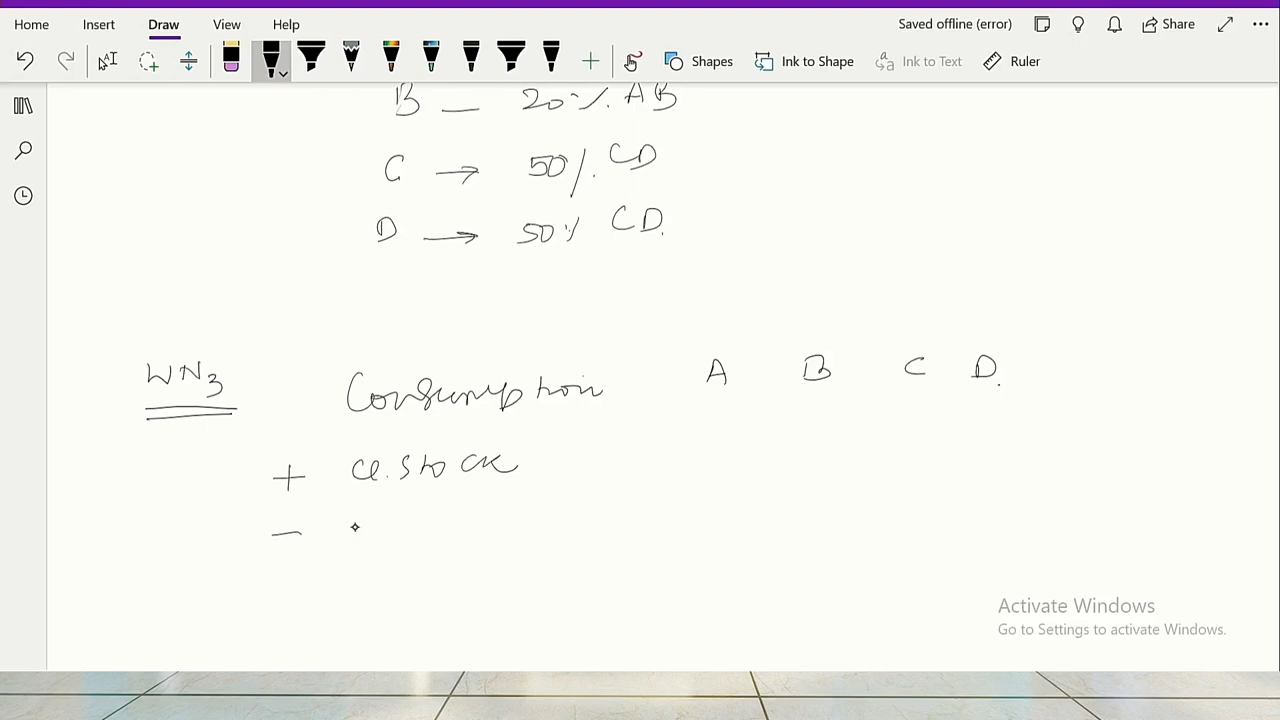 Home Insert Draw View Help Saved offline (error) Share
Shapes Ink to Shape Ink to Text Ruler
B — 20%. AB
C → 50%. CD
D → 50% CD.
WN3 Consumption A B C D.
+ Cl. Stock
—
Activate Windows
Go to Settings to activate Windows.